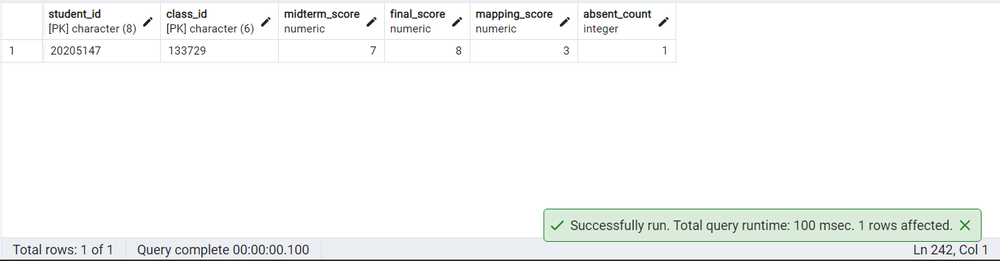 student_id class_id midterm_score final_score mapping_score absent_count
[PK] character (8) [PK] character (6) numeric numeric numeric integer
1 20205147 133729 7 8 3 1
Successfully run. Total query runtime: 100 msec. 1 rows affected.
Total rows: 1 of 1 Query complete 00:00:00.100 Ln 242, Col 1